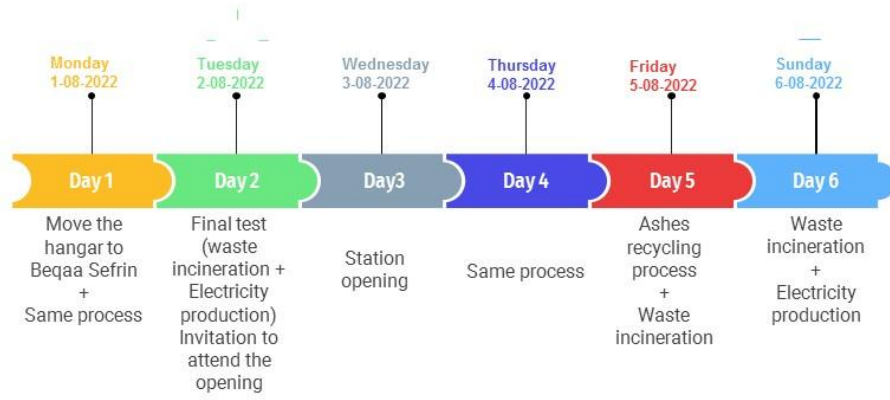 Monday
1-08-2022
Tuesday
2-08-2022
Wednesday
3-08-2022
Thursday
4-08-2022
Friday
5-08-2022
Sunday
6-08-2022
Day 1
Day 2
Day3
Day 4
Day 5
Day 6
Move the
hangar to
Beqaa Sefrin
+
Same process
Final test
(waste
incineration +
Electricity
production)
Invitation to
attend the
opening
Station
opening
Same process
Ashes
recycling
process
+
Waste
incineration
Waste
incineration
+
Electricity
production